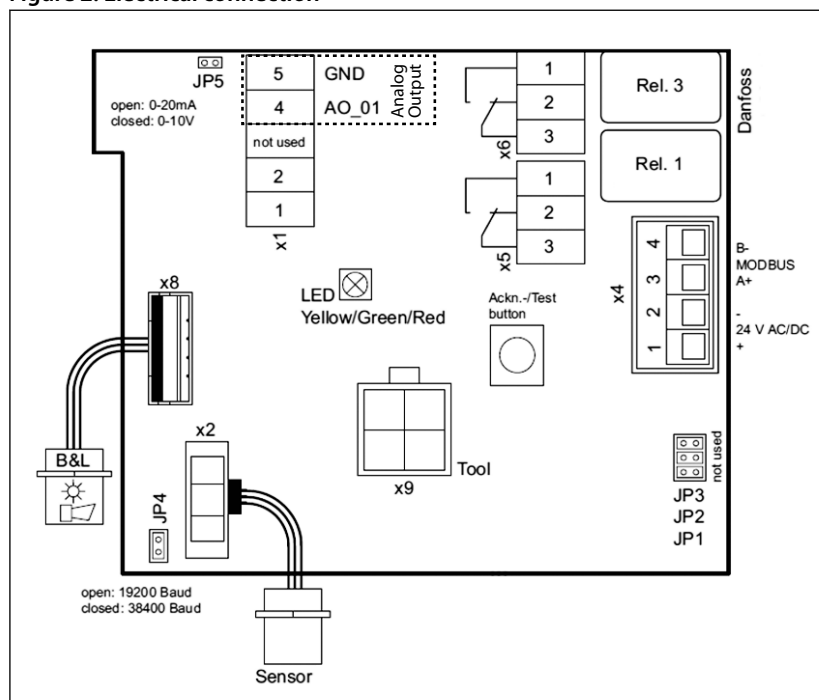 Figure 2: Electrical connection
JP5
open: 0-20mA
closed: 0-10V
5 GND
4 AO_01
Analog
Output
not used
2
1
x1
1
2
3
x6
Rel. 3
Danfoss
1
2
3
x5
Rel. 1
4
3
2
1
x4
B-
MODBUS
A+
-
24 V AC/DC
+
x8
LED
Yellow/Green/Red
Ackn.-/Test
button
x2
B&L
JP4
Tool
x9
not used
JP3
JP2
JP1
open: 19200 Baud
closed: 38400 Baud
Sensor